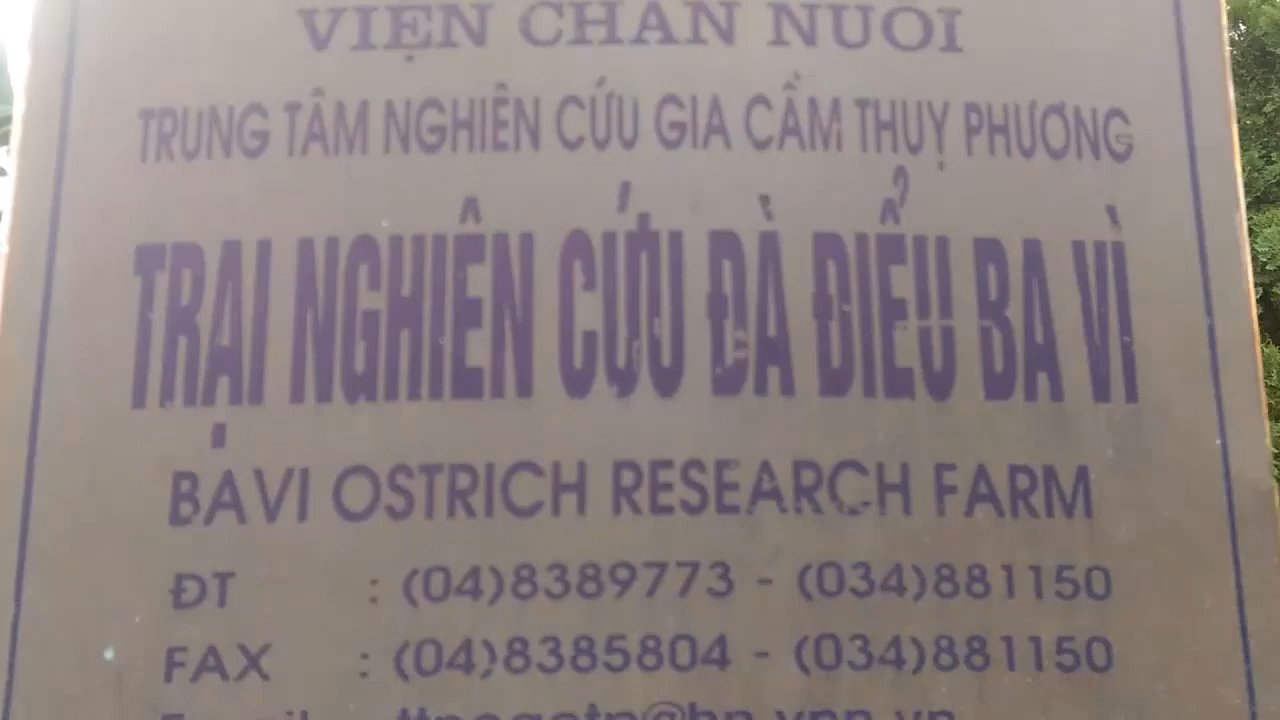 VIỆN CHĂN NUÔI
TRUNG TÂM NGHIÊN CỨU GIA CẦM THUỴ PHƯƠNG
TRẠI NGHIÊN CỨU ĐÀ ĐIỂU BA VÌ
BAVI OSTRICH RESEARCH FARM
ĐT : (04)8389773 - (034)881150
FAX : (04)8385804 - (034)881150